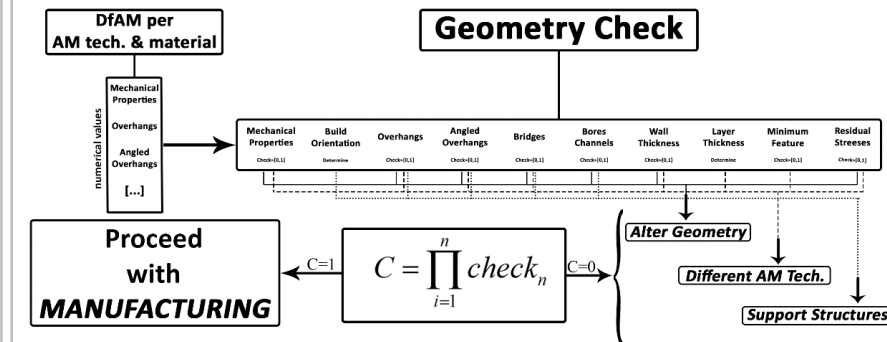 DfAM per
AM tech. & material
Geometry Check
numerical values
Mechanical
Properties
Overhangs
Angled
Overhangs
[...]
Mechanical
Properties
Check=[0,1]
Build
Orientation
Determine
Overhangs
Check=[0,1]
Angled
Overhangs
Check=[0,1]
Bridges
Check=[0,1]
Bores
Channels
Check=[0,1]
Wall
Thickness
Check=[0,1]
Layer
Thickness
Determine
Minimum
Feature
Check=[0,1]
Residual
Streeses
Check=[0,1]
Proceed
with
MANUFACTURING
C=1
C = ∏ check_n
n
i=1
C=0
Alter Geometry
Different AM Tech.
Support Structures